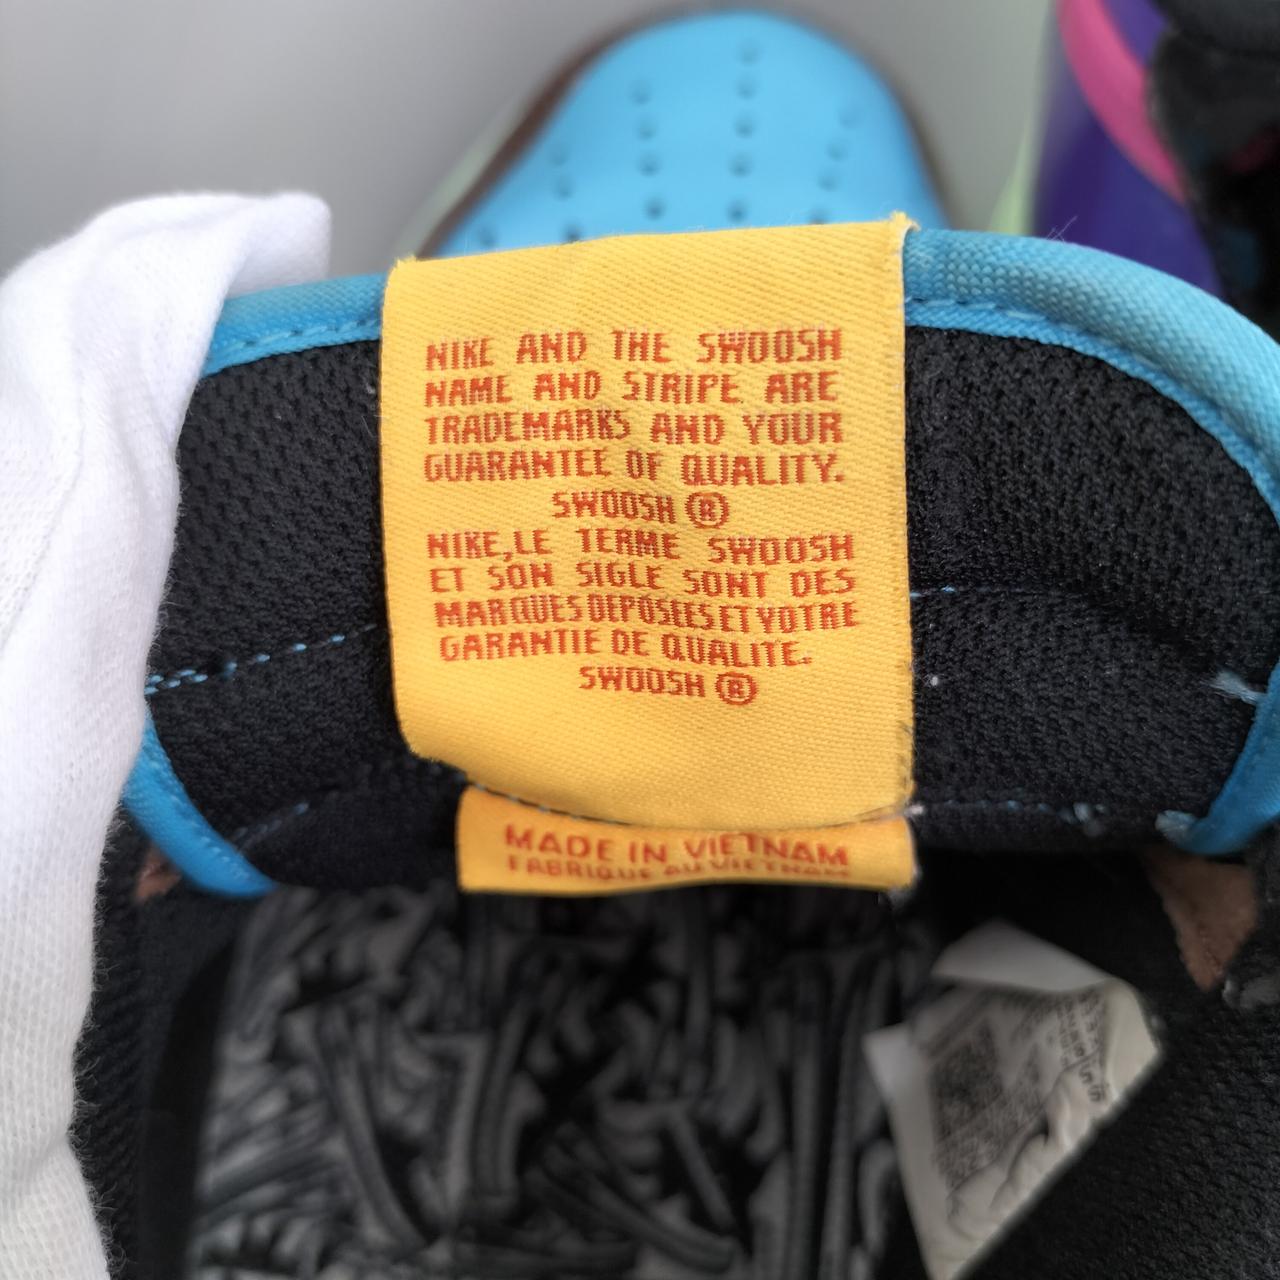 NIKE AND THE SWOOSH
NAME AND STRIPE ARE
TRADEMARKS AND YOUR
GUARANTEE OF QUALITY.
SWOOSH ®
NIKE,LE TERME SWOOSH
ET SON SIGLE SONT DES
MARQUES DEPOSEES ET VOTRE
GARANTIE DE QUALITE.
SWOOSH ®
MADE IN VIETNAM
FABRIQUE AU VIETNAM